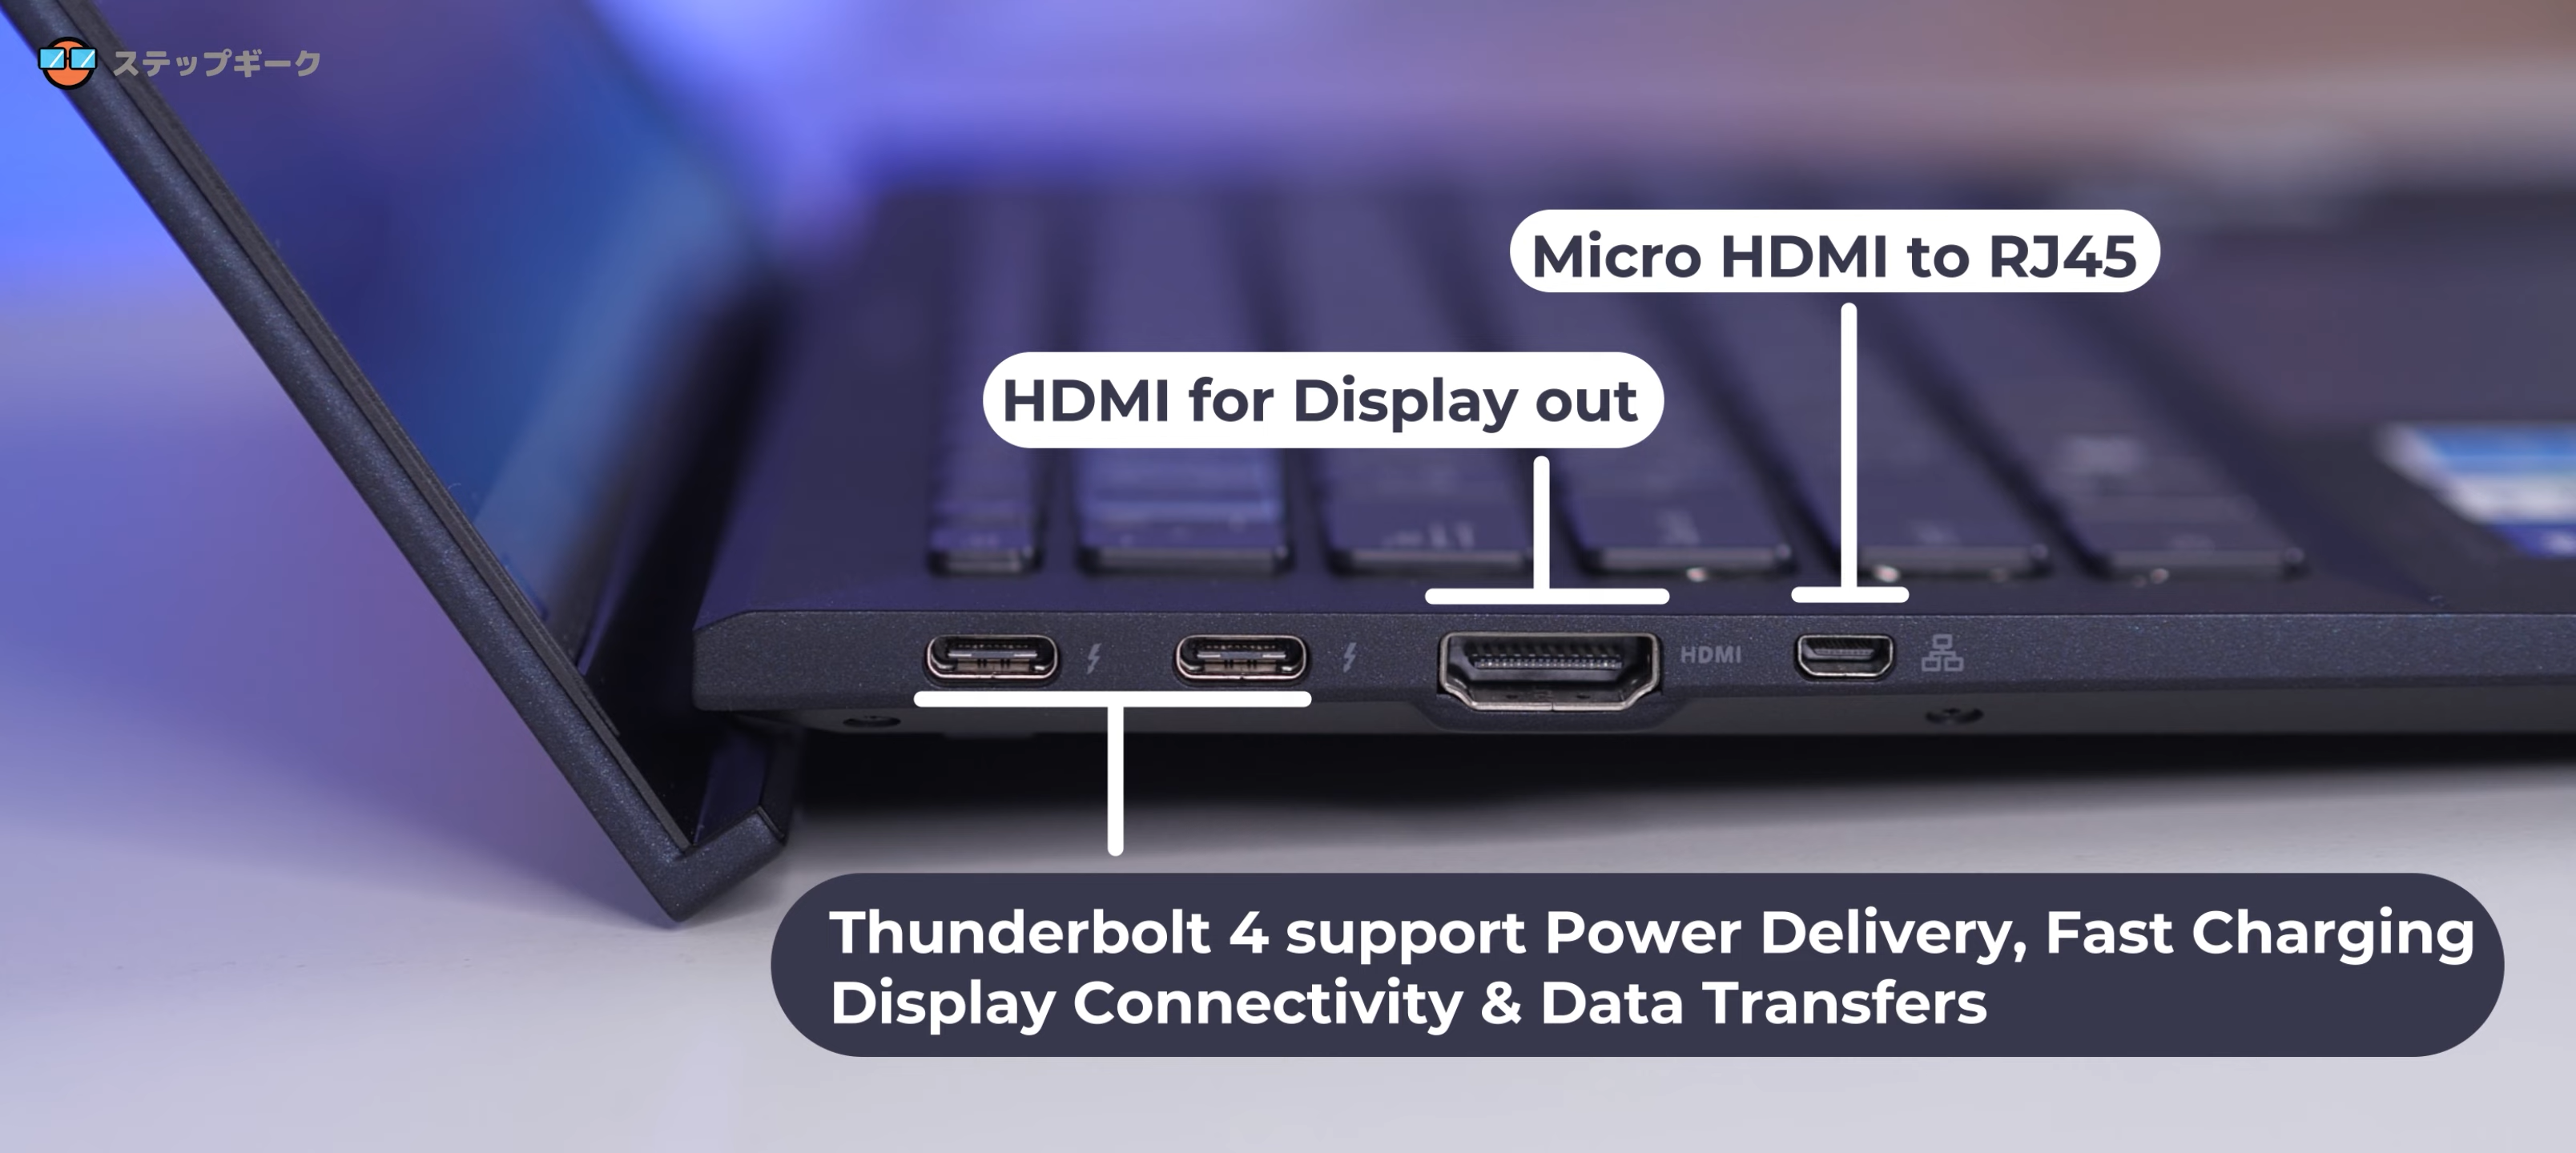 ステップギーク
Micro HDMI to RJ45
HDMI for Display out
HDMI
Thunderbolt 4 support Power Delivery, Fast Charging
Display Connectivity & Data Transfers